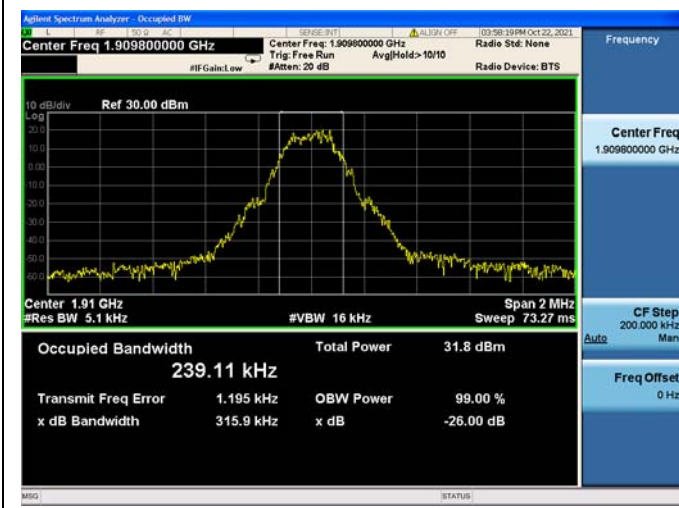 Agilent Spectrum Analyzer - Occupied BW
L RF 50 Ω AC SENSE:INT ALIGN OFF 03:58:19 PM Oct 22, 2021
Center Freq 1.909800000 GHz Center Freq: 1.909800000 GHz Radio Std: None Frequency
Trig: Free Run Avg|Hold>10/10
#IFGain:Low #Atten: 20 dB Radio Device: BTS
10 dB/div Ref 30.00 dBm
Log
20.0
10.0
0.00
10.0
20.0
30.0
40.0
50.0
60.0
Center Freq
1.909800000 GHz
Center 1.91 GHz Span 2 MHz
#Res BW 5.1 kHz #VBW 16 kHz Sweep 73.27 ms
CF Step
200.000 kHz
Auto Man
Occupied Bandwidth Total Power 31.8 dBm
239.11 kHz
Transmit Freq Error 1.195 kHz OBW Power 99.00 %
x dB Bandwidth 315.9 kHz x dB -26.00 dB
Freq Offset
0 Hz
MSG STATUS